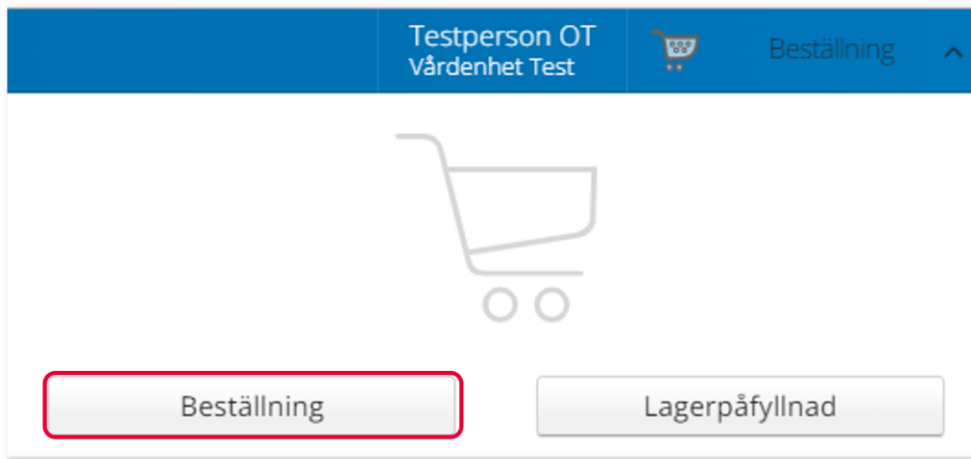 Testperson OT
Vårdenhet Test
Beställning
Beställning
Lagerpåfyllnad